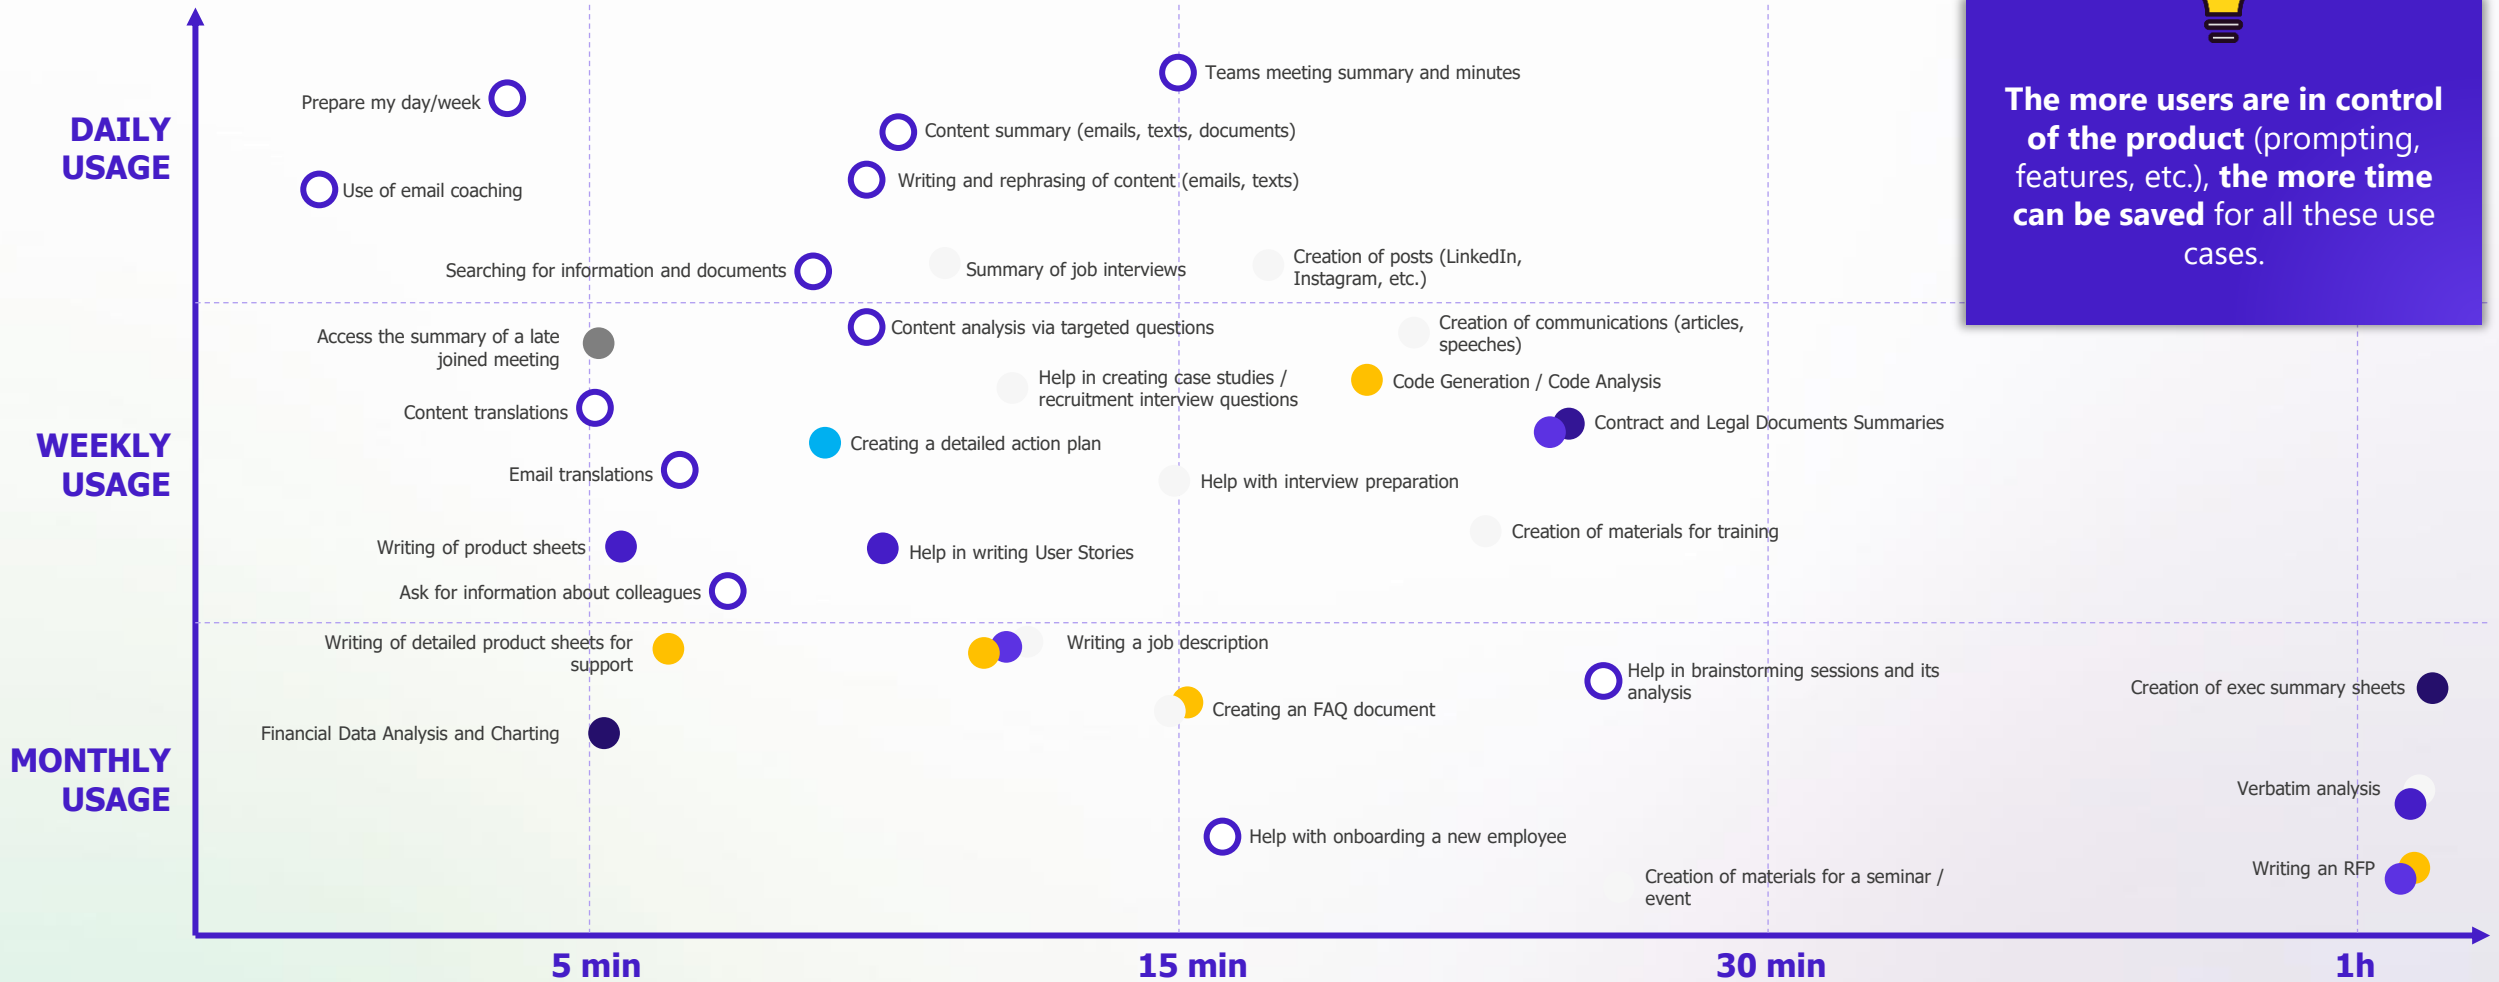 Teams meeting summary and minutes
Prepare my day/week
The more users are in control
of the product (prompting,
features, etc.), the more time
can be saved for all these use
cases.
DAILY
USAGE
Content summary (emails, texts, documents)
Writing and rephrasing of content (emails, texts)
Use of email coaching
Searching for information and documents
Summary of job interviews
Creation of posts (LinkedIn,
Instagram, etc.)
Access the summary of a late
joined meeting
Content analysis via targeted questions
Creation of communications (articles,
speeches)
Help in creating case studies /
recruitment interview questions
Code Generation / Code Analysis
Content translations
Contract and Legal Documents Summaries
WEEKLY
USAGE
Creating a detailed action plan
Email translations
Help with interview preparation
Creation of materials for training
Writing of product sheets
Help in writing User Stories
Ask for information about colleagues
Writing of detailed product sheets for
support
Writing a job description
Help in brainstorming sessions and its
analysis
Creation of exec summary sheets
Creating an FAQ document
Financial Data Analysis and Charting
MONTHLY
USAGE
Verbatim analysis
Help with onboarding a new employee
Writing an RFP
Creation of materials for a seminar /
event
5 min
15 min
30 min
1h